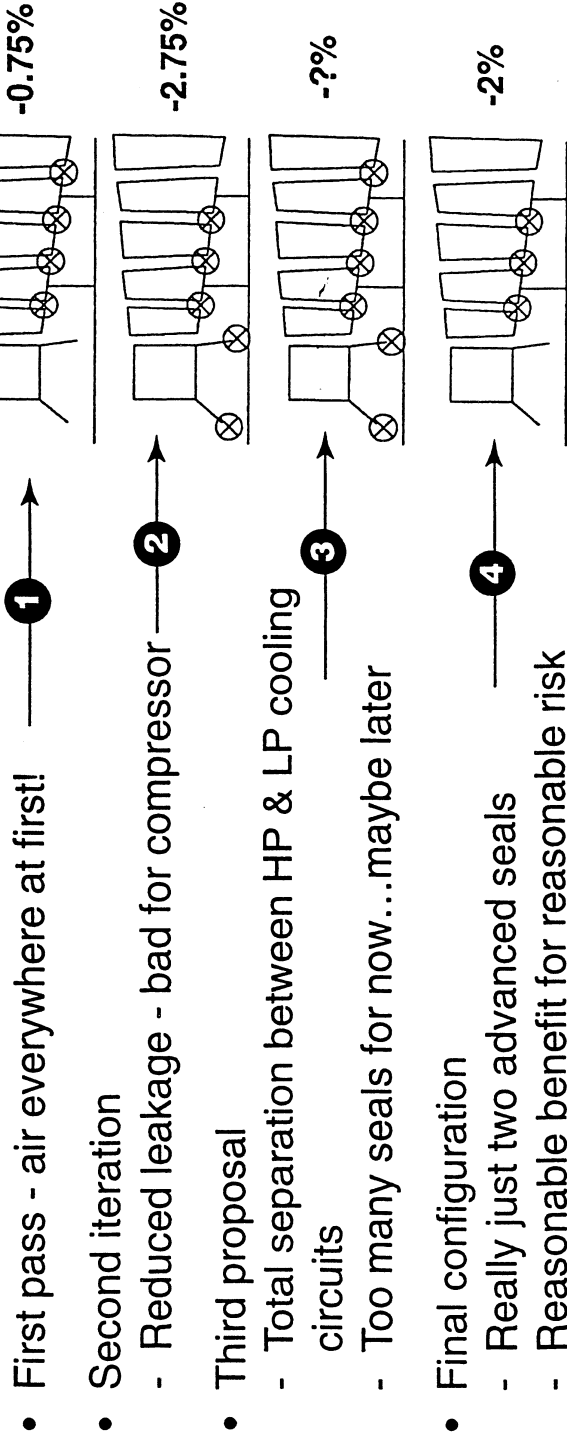 • First pass - air everywhere at first!
1
-0.75%
• Second iteration
- Reduced leakage - bad for compressor
2
-2.75%
• Third proposal
- Total separation between HP & LP cooling
circuits
- Too many seals for now...maybe later
3
-?%
• Final configuration
- Really just two advanced seals
- Reasonable benefit for reasonable risk
4
-2%